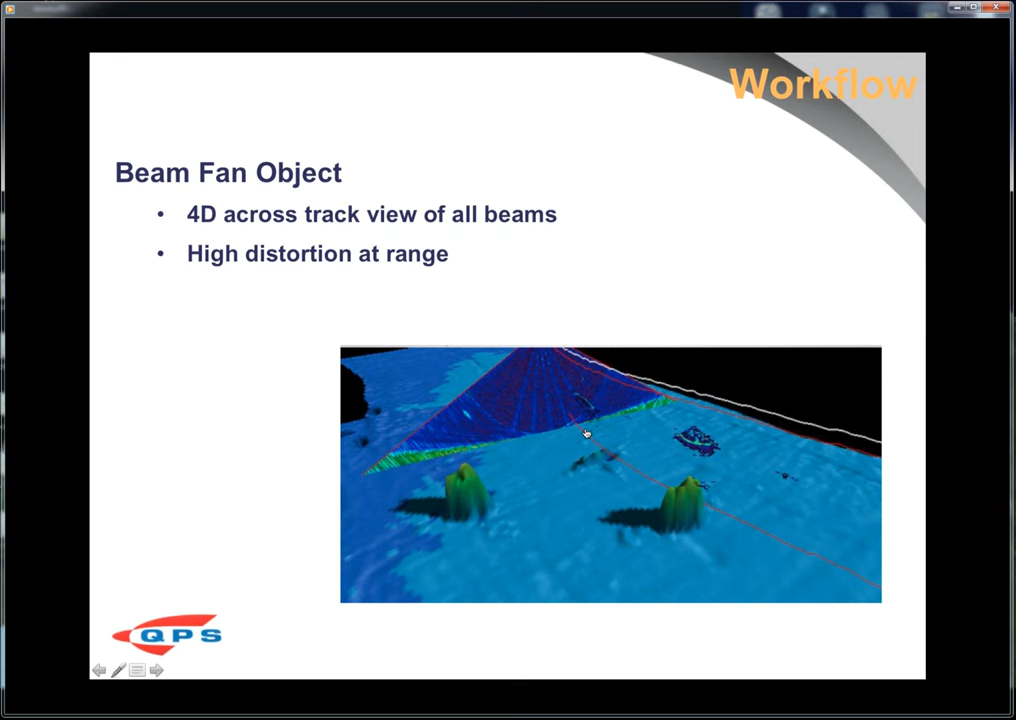 Workflow
Beam Fan Object
• 4D across track view of all beams
• High distortion at range
QPS